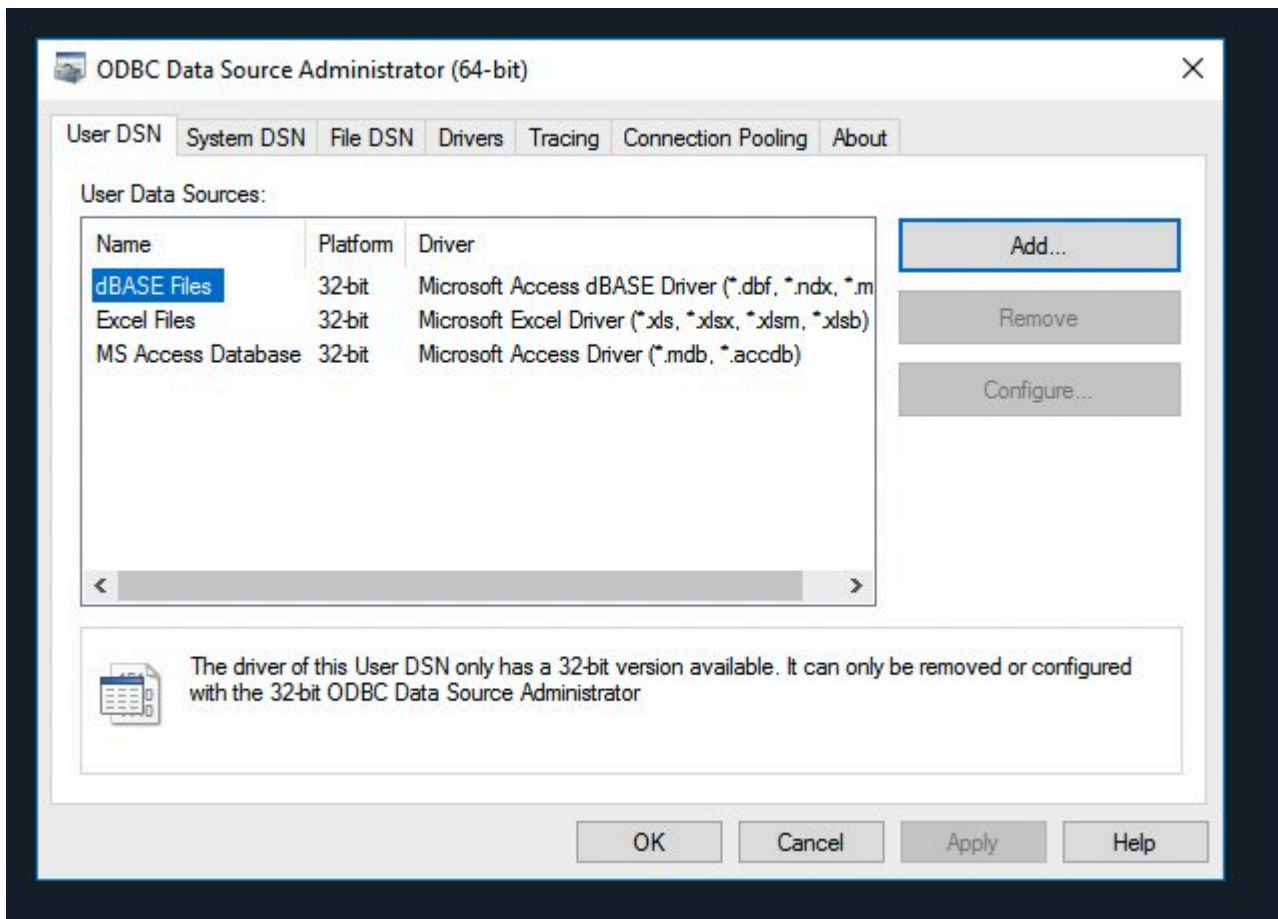 ODBC Data Source Administrator (64-bit)
User DSN System DSN File DSN Drivers Tracing Connection Pooling About
User Data Sources:
Name Platform Driver
dBASE Files 32-bit Microsoft Access dBASE Driver (*.dbf, *.ndx, *.m
Excel Files 32-bit Microsoft Excel Driver (*.xls, *.xlsx, *.xlsm, *.xlsb)
MS Access Database 32-bit Microsoft Access Driver (*.mdb, *.accdb)
Add...
Remove
Configure...
The driver of this User DSN only has a 32-bit version available. It can only be removed or configured
with the 32-bit ODBC Data Source Administrator
OK Cancel Apply Help